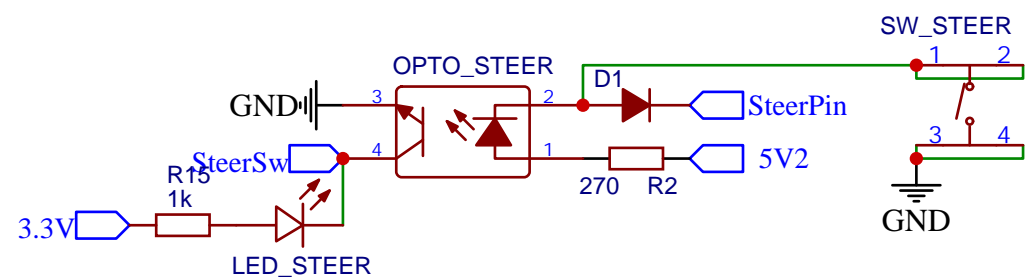 SW_STEER
1 2
OPTO_STEER
D1
3 2
GND SteerPin
3 4
SteerSw 4 1 5V2
R15
1k
270 R2
GND
3.3V
LED_STEER